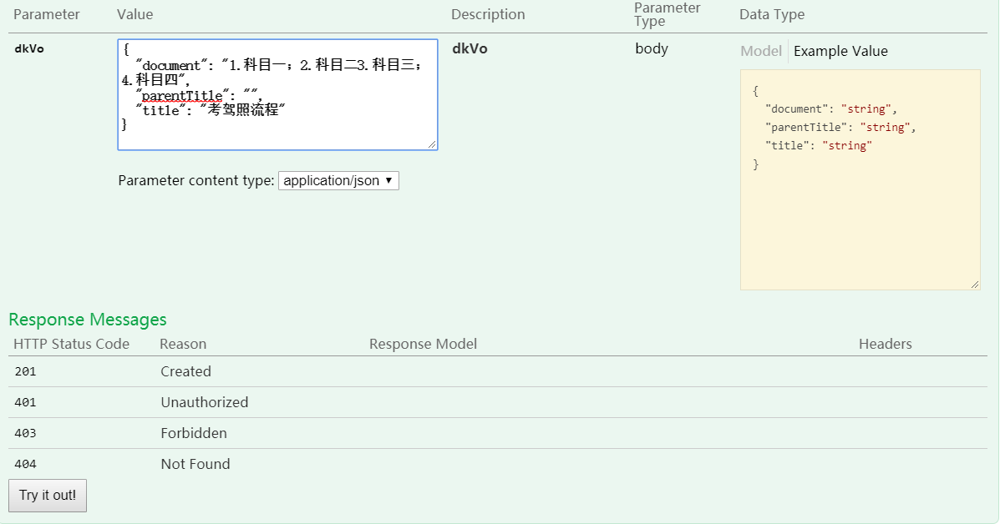 Parameter Value Description Parameter Type Data Type
dkVo
{
"document": "1.科目一；2.科目二3.科目三；
4.科目四",
"parentTitle": "",
"title": "考驾照流程"
}
Parameter content type: application/json
dkVo
body
Model Example Value
{
"document": "string",
"parentTitle": "string",
"title": "string"
}
Response Messages
HTTP Status Code Reason Response Model Headers
201 Created
401 Unauthorized
403 Forbidden
404 Not Found
Try it out!